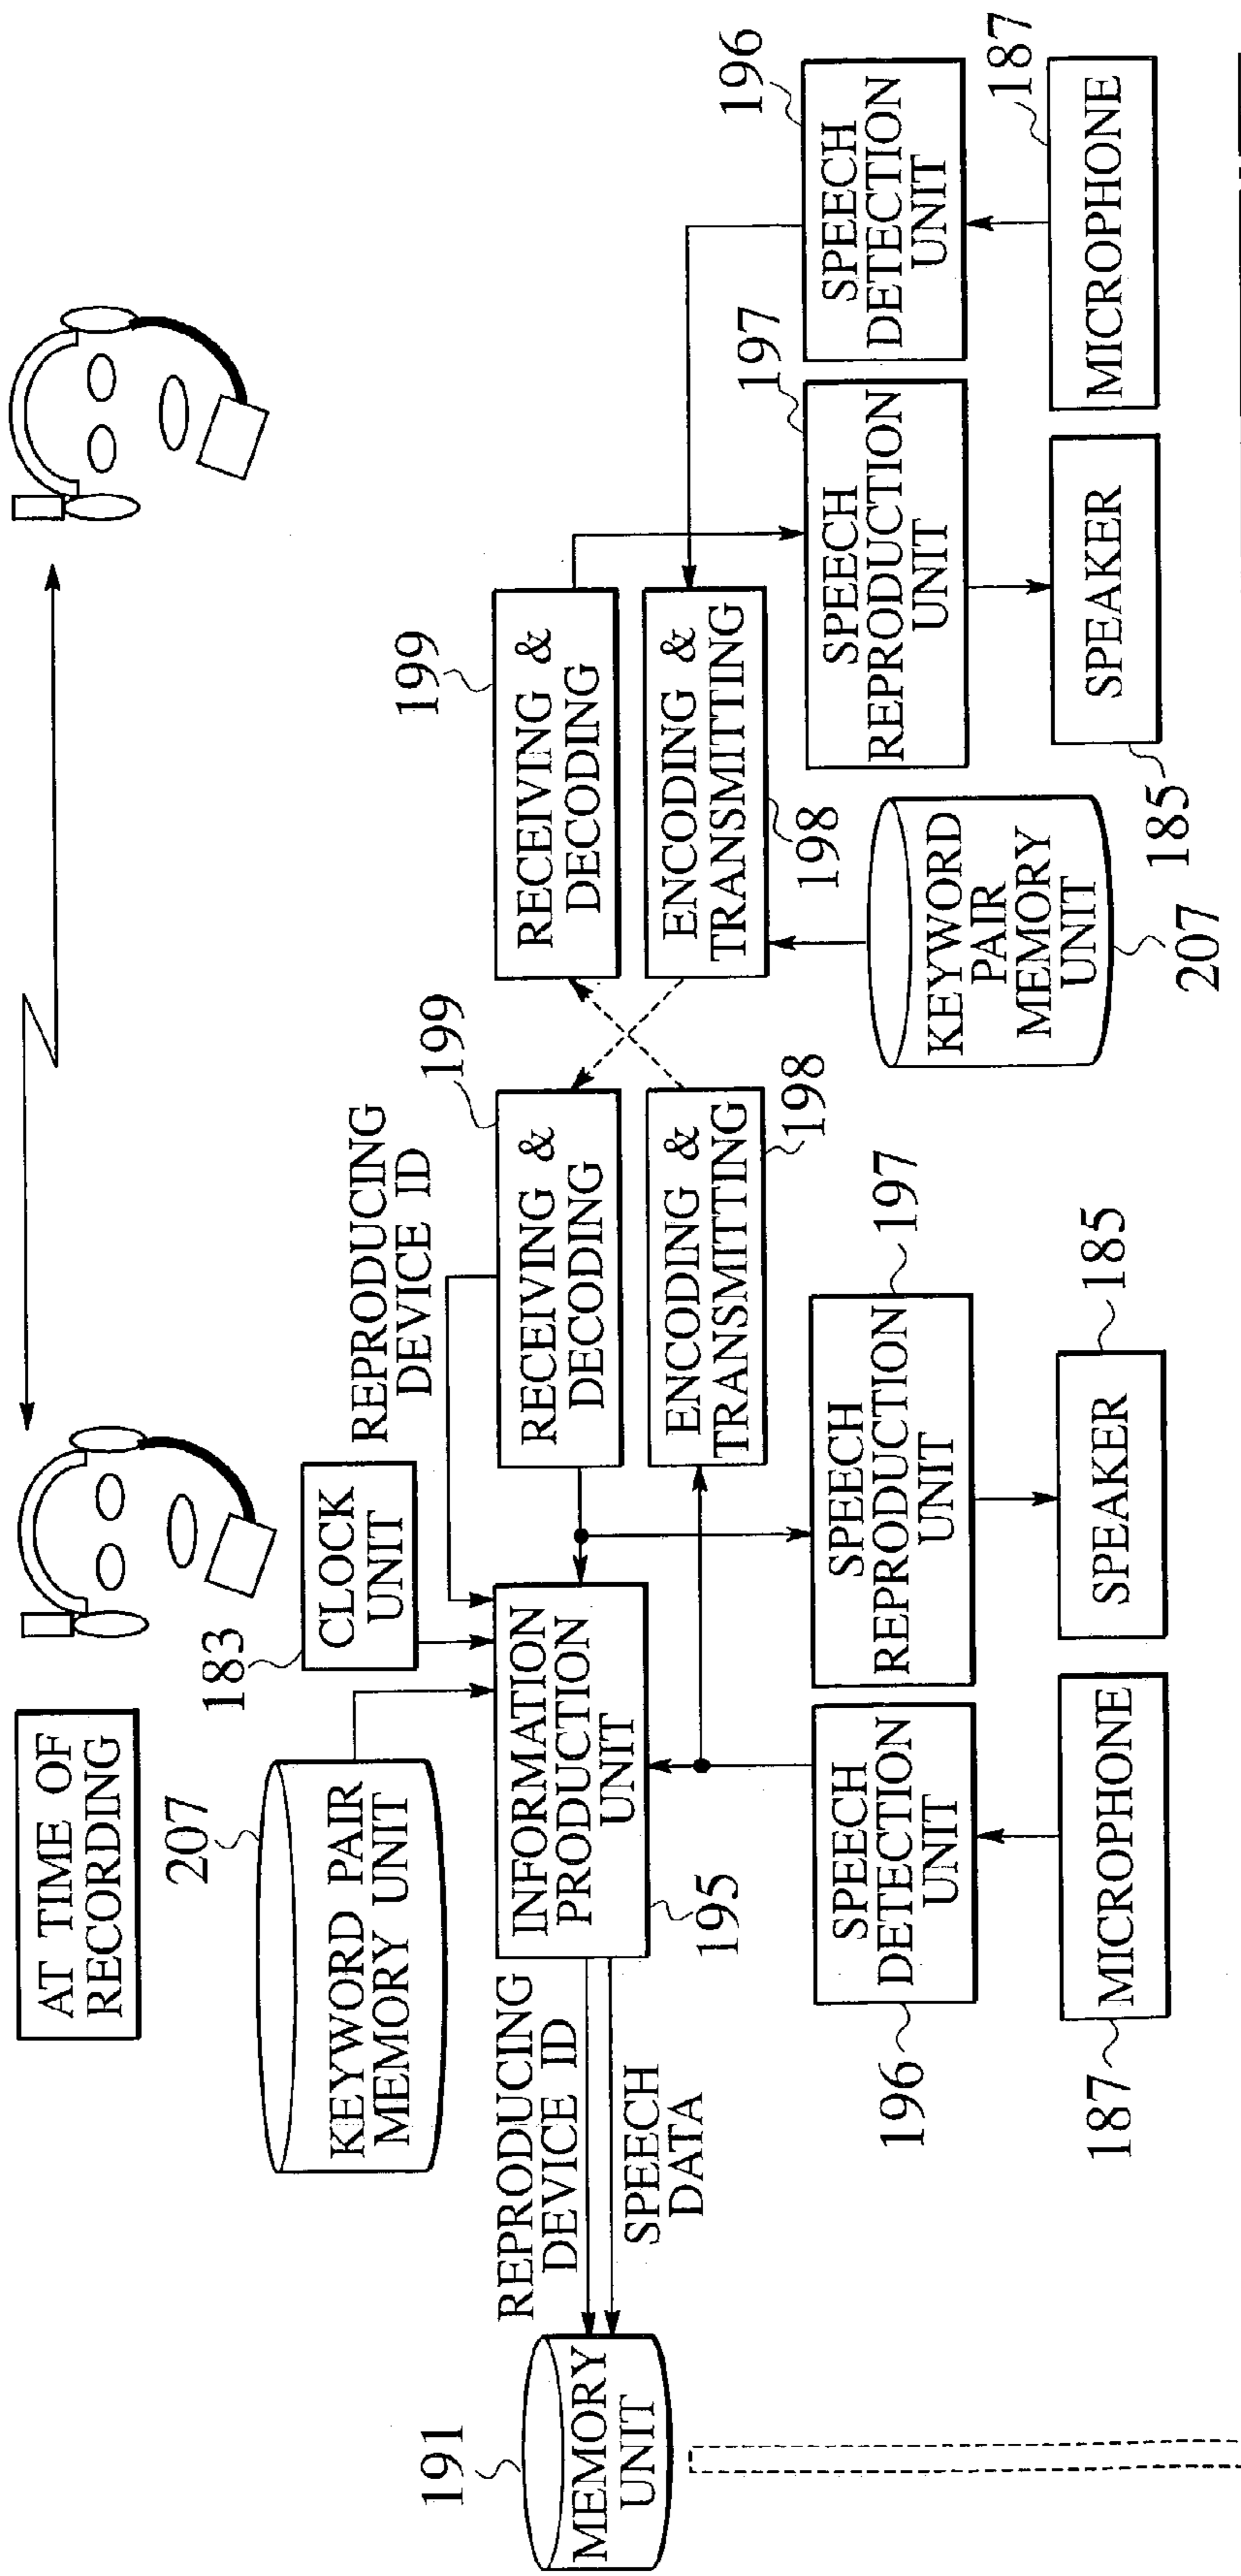 AT TIME OF
RECORDING
207
KEYWORD PAIR
MEMORY UNIT
183
CLOCK
UNIT
REPRODUCING
DEVICE ID
191
MEMORY
UNIT
REPRODUCING
DEVICE ID
SPEECH
DATA
INFORMATION
PRODUCTION
UNIT
195
199
RECEIVING &
DECODING
ENCODING &
TRANSMITTING
198
199
RECEIVING &
DECODING
ENCODING &
TRANSMITTING
198
196
SPEECH
DETECTION
UNIT
187
MICROPHONE
SPEECH
REPRODUCTION
UNIT
197
SPEAKER
185
KEYWORD
PAIR
MEMORY
UNIT
207
197
SPEECH
REPRODUCTION
UNIT
SPEAKER
185
196
SPEECH
DETECTION
UNIT
187
MICROPHONE